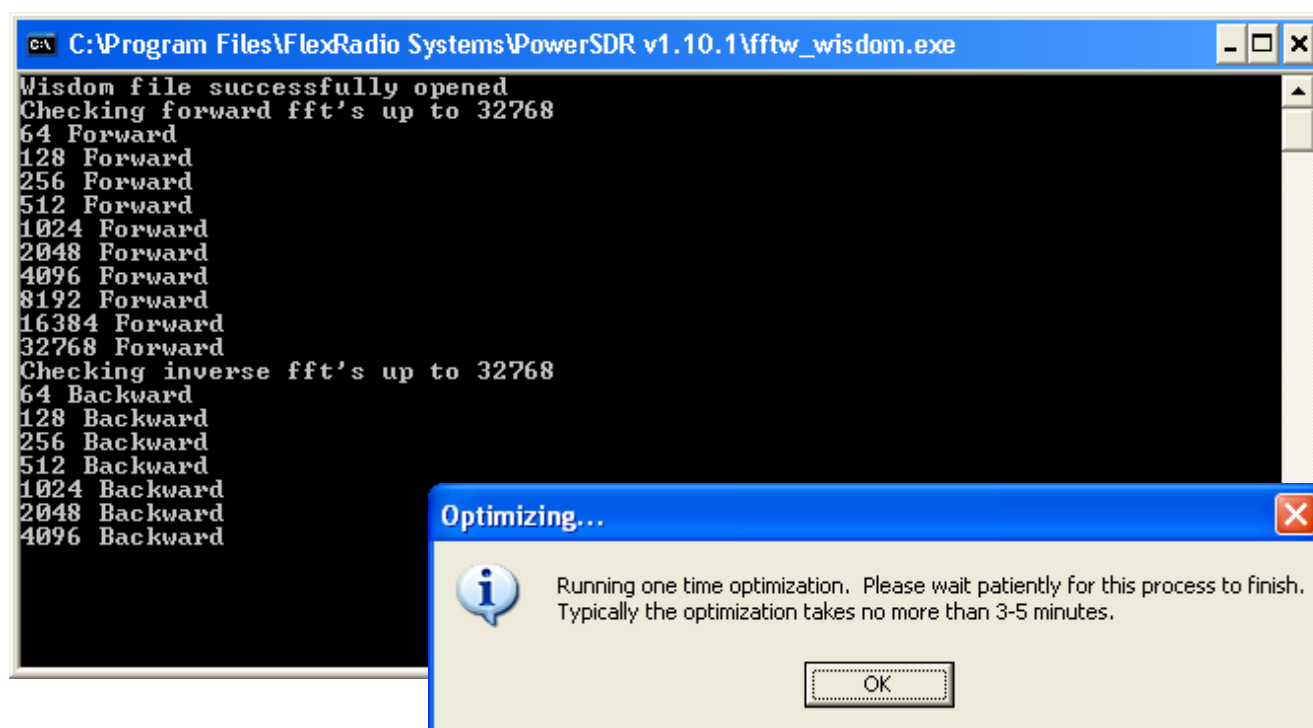 C:\Program Files\FlexRadio Systems\PowerSDR v1.10.1\fftw_wisdom.exe
Wisdom file successfully opened
Checking forward fft's up to 32768
64 Forward
128 Forward
256 Forward
512 Forward
1024 Forward
2048 Forward
4096 Forward
8192 Forward
16384 Forward
32768 Forward
Checking inverse fft's up to 32768
64 Backward
128 Backward
256 Backward
512 Backward
1024 Backward
2048 Backward
4096 Backward
Optimizing...
Running one time optimization. Please wait patiently for this process to finish.
Typically the optimization takes no more than 3-5 minutes.
OK